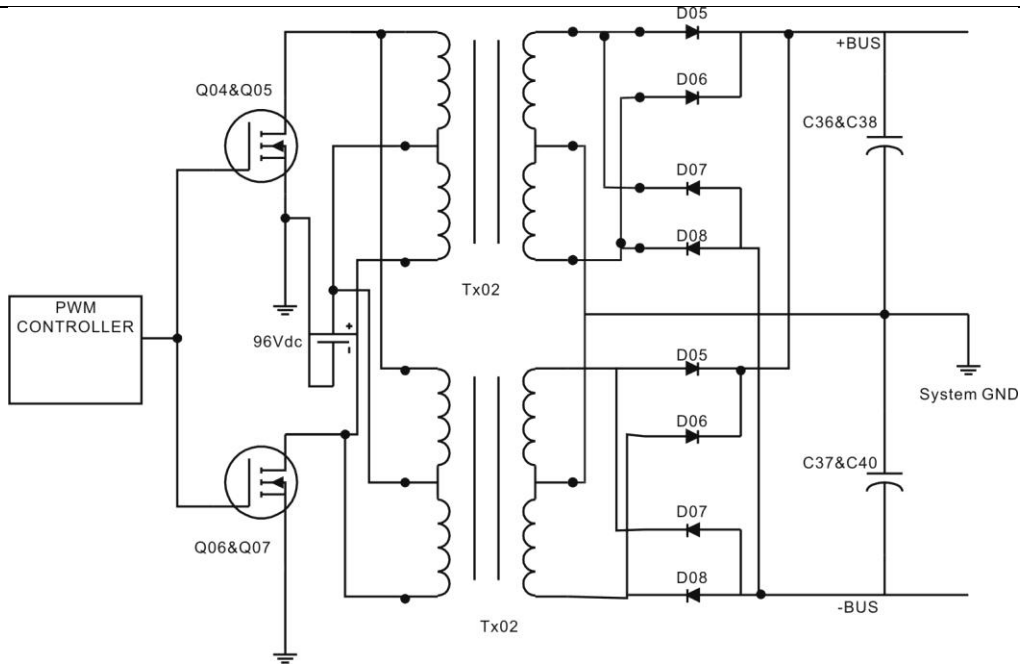 D05
+BUS
D06
Q04&Q05
C36&C38
D07
D08
Tx02
PWM
CONTROLLER
96Vdc
+
-
D05
System GND
D06
C37&C40
D07
Q06&Q07
D08
-BUS
Tx02